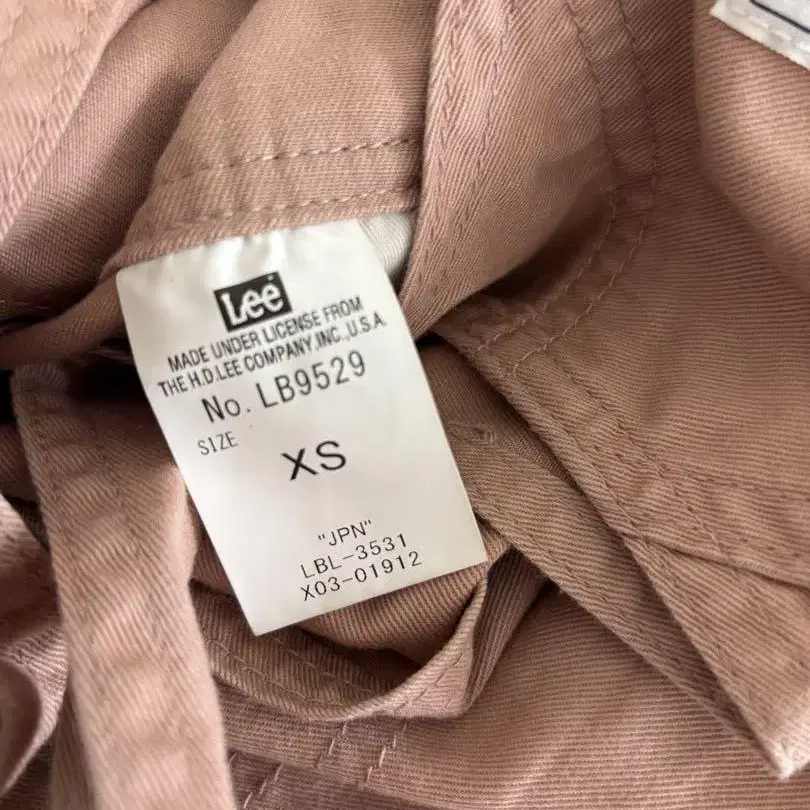 Lee
MADE UNDER LICENSE FROM
THE H.D.LEE COMPANY,INC.,U.S.A.
No. LB9529
SIZE
XS
"JPN"
LBL-3531
X03-01912